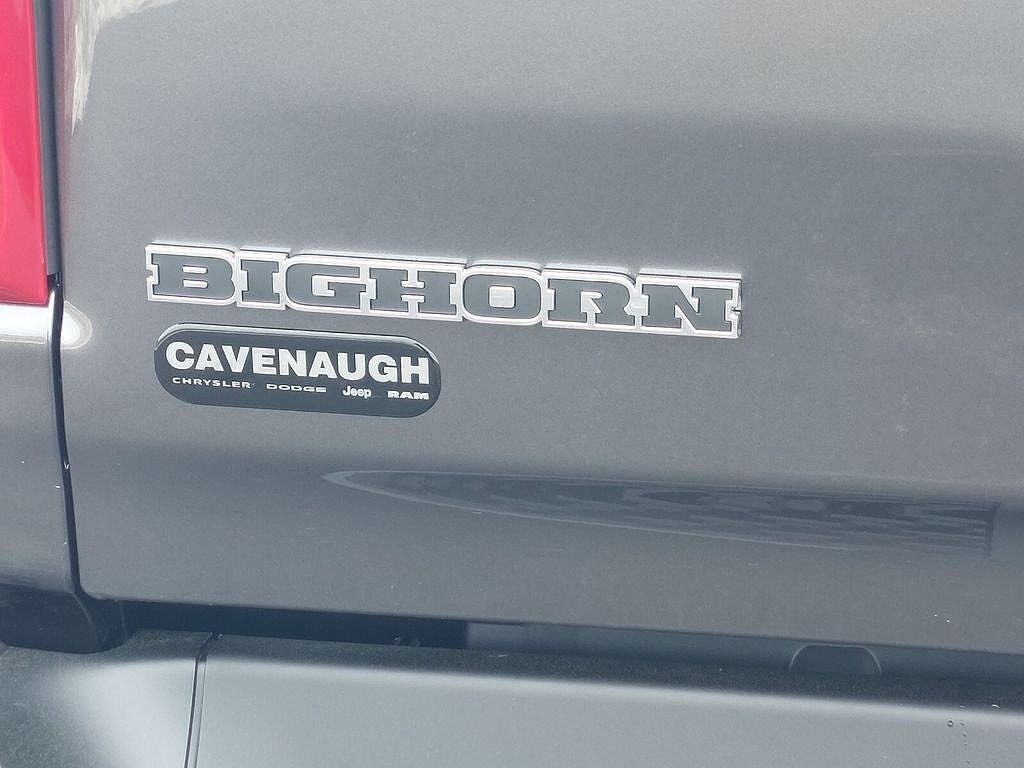 BIGHORN
CAVENAUGH
CHRYSLER DODGE Jeep RAM